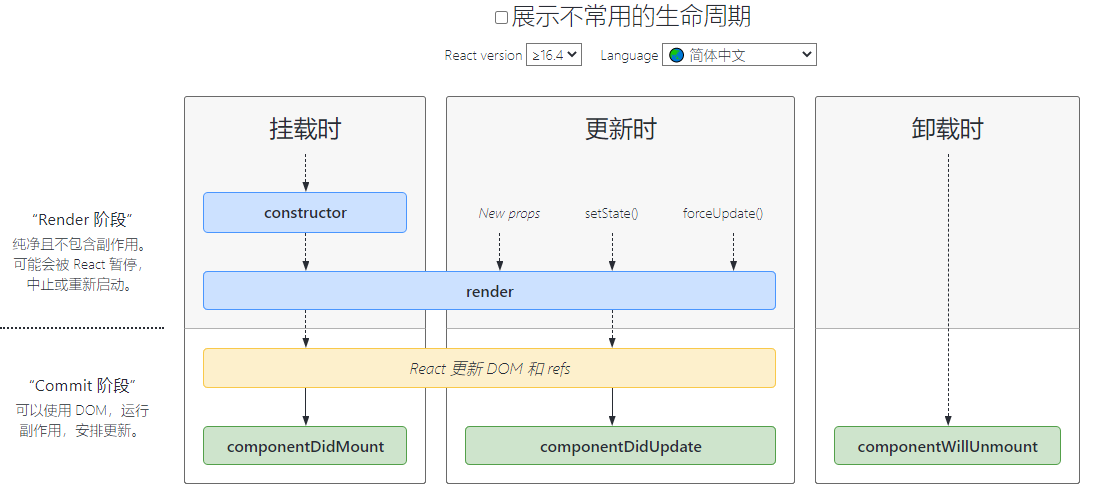 展示不常用的生命周期
React version ≥16.4 Language 简体中文
挂载时
更新时
卸载时
“Render 阶段”
纯净且不包含副作用。
可能会被 React 暂停，
中止或重新启动。
constructor
New props
setState()
forceUpdate()
render
“Commit 阶段”
可以使用 DOM，运行
副作用，安排更新。
React 更新 DOM 和 refs
componentDidMount
componentDidUpdate
componentWillUnmount